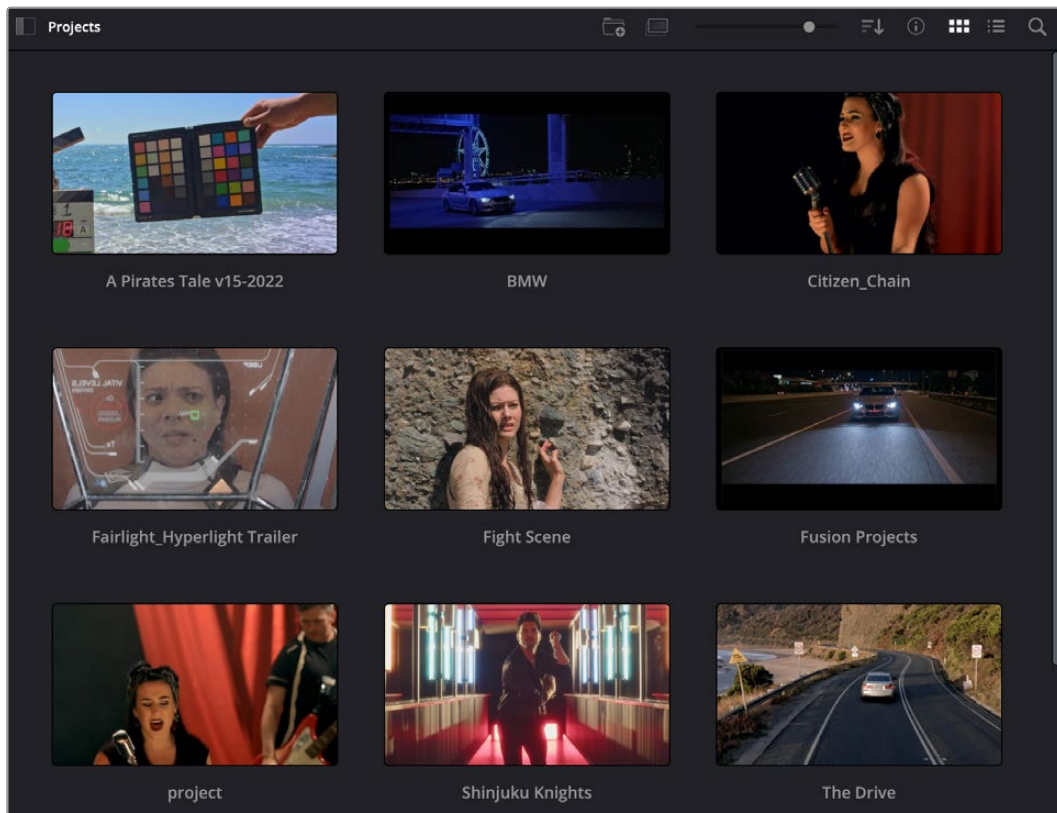 Projects
A Pirates Tale v15-2022
BMW
Citizen_Chain
Fairlight_Hyperlight Trailer
Fight Scene
Fusion Projects
project
Shinjuku Knights
The Drive